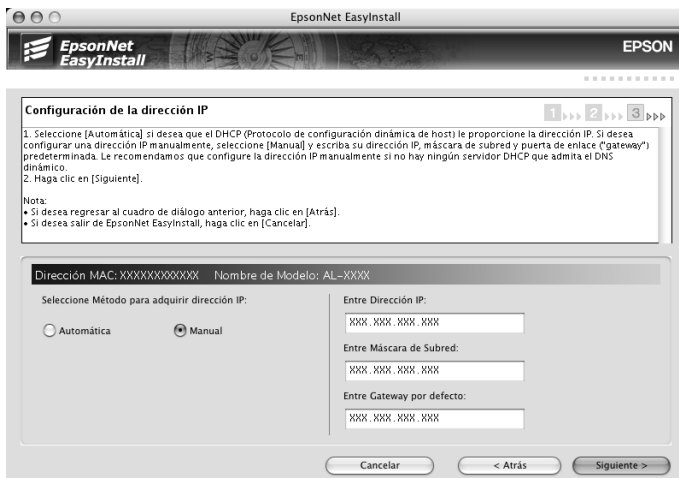 EpsonNet EasyInstall
EpsonNet
EasyInstall
EPSON
Configuración de la dirección IP
1 2 3
1. Seleccione [Automática] si desea que el DHCP (Protocolo de configuración dinámica de host) le proporcione la dirección IP. Si desea
configurar una dirección IP manualmente, seleccione [Manual] y escriba su dirección IP, máscara de subred y puerta de enlace ("gateway")
predeterminada. Le recomendamos que configure la dirección IP manualmente si no hay ningún servidor DHCP que admita el DNS
dinámico.
2. Haga clic en [Siguiente].
Nota:
• Si desea regresar al cuadro de diálogo anterior, haga clic en [Atrás].
• Si desea salir de EpsonNet EasyInstall, haga clic en [Cancelar].
Dirección MAC: XXXXXXXXXXXX Nombre de Modelo: AL-XXXX
Seleccione Método para adquirir dirección IP:
Automática Manual
Entre Dirección IP:
XXX.XXX.XXX.XXX
Entre Máscara de Subred:
XXX.XXX.XXX.XXX
Entre Gateway por defecto:
XXX.XXX.XXX.XXX
Cancelar < Atrás Siguiente >